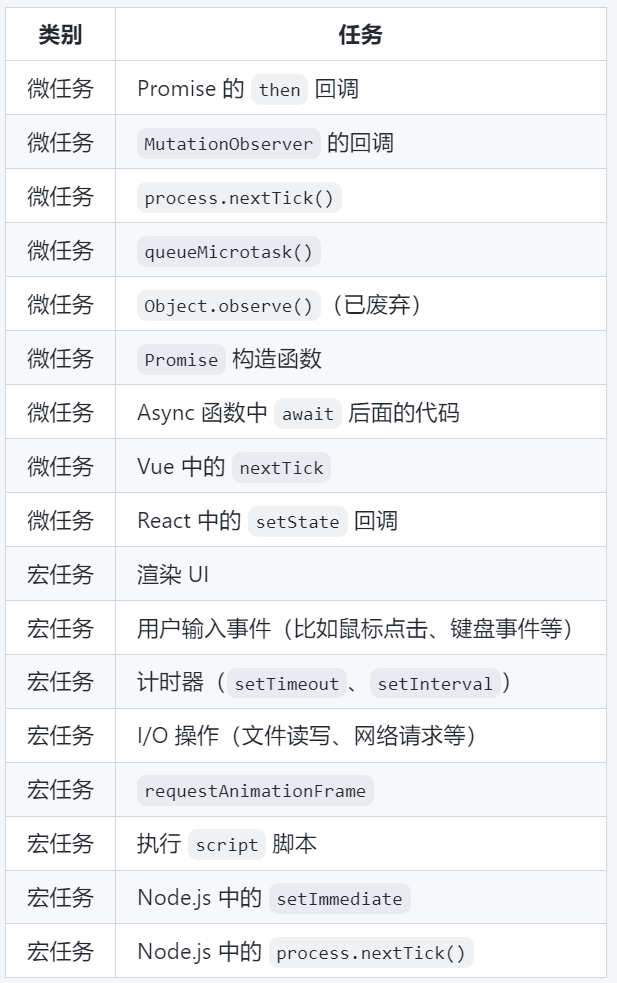 类别 任务
微任务 Promise 的 then 回调
微任务 MutationObserver 的回调
微任务 process.nextTick()
微任务 queueMicrotask()
微任务 Object.observe()（已废弃）
微任务 Promise 构造函数
微任务 Async 函数中 await 后面的代码
微任务 Vue 中的 nextTick
微任务 React 中的 setState 回调
宏任务 渲染 UI
宏任务 用户输入事件（比如鼠标点击、键盘事件等）
宏任务 计时器（setTimeout、setInterval）
宏任务 I/O 操作（文件读写、网络请求等）
宏任务 requestAnimationFrame
宏任务 执行 script 脚本
宏任务 Node.js 中的 setImmediate
宏任务 Node.js 中的 process.nextTick()